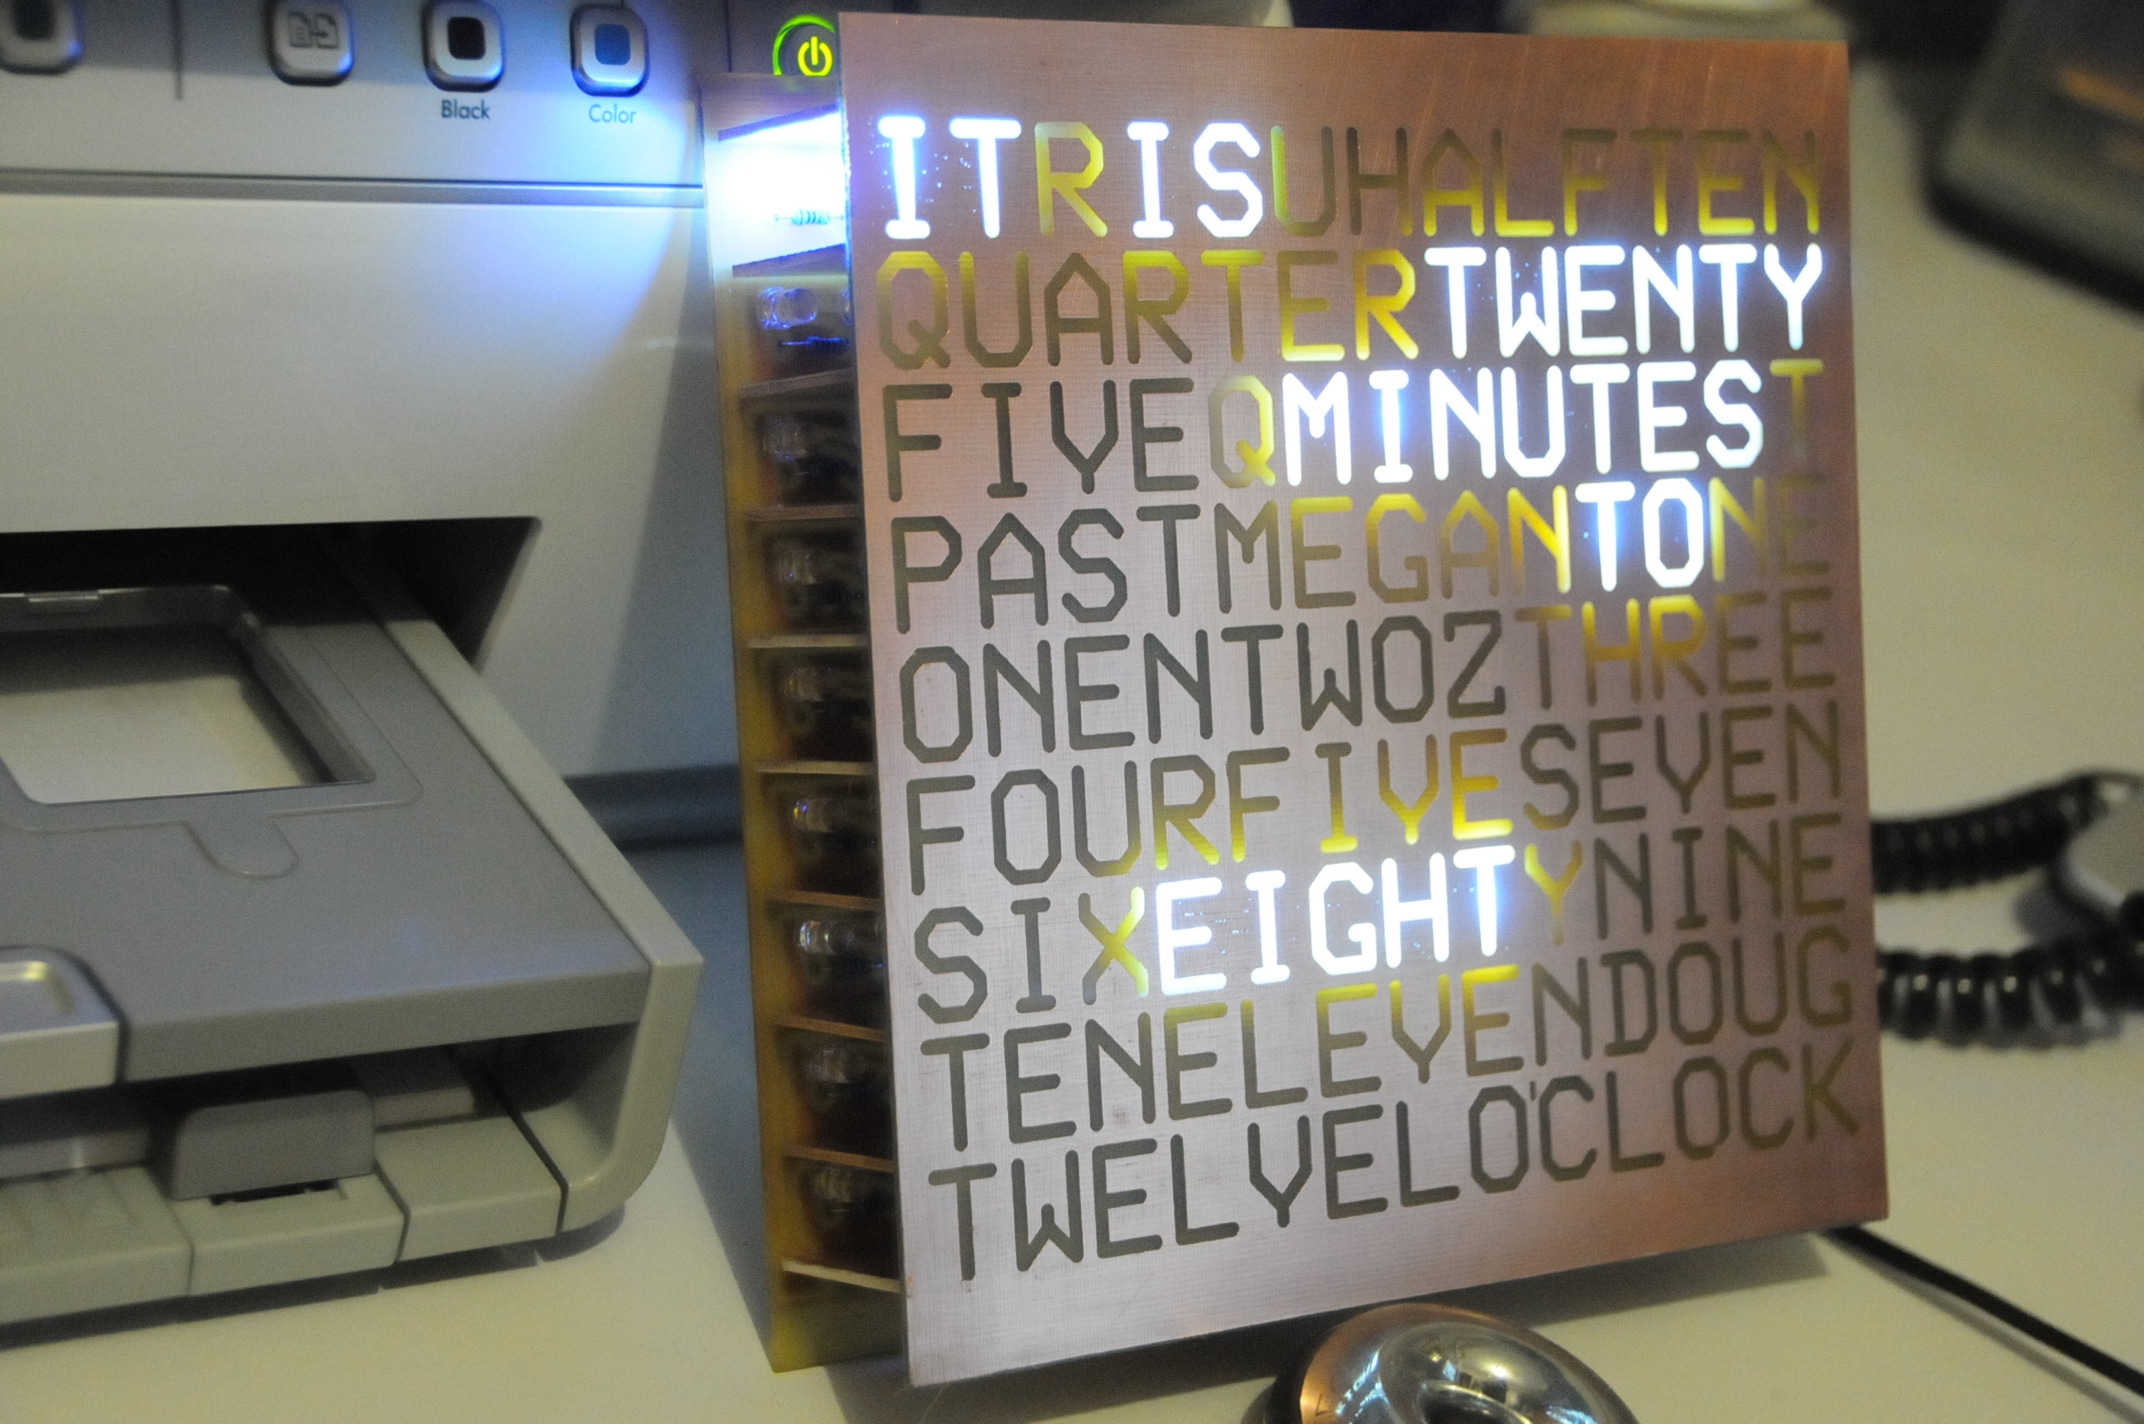 Black
Color
ITRISUHALFTEN
QUARTERTWENTY
FIVEQMINUTEST
PASTMEGANTONE
ONENTWOZTHREE
FOURFIVESEVEN
SIXEIGHTYNINE
TENELEVENDOUG
TWELVELO'CLOCK